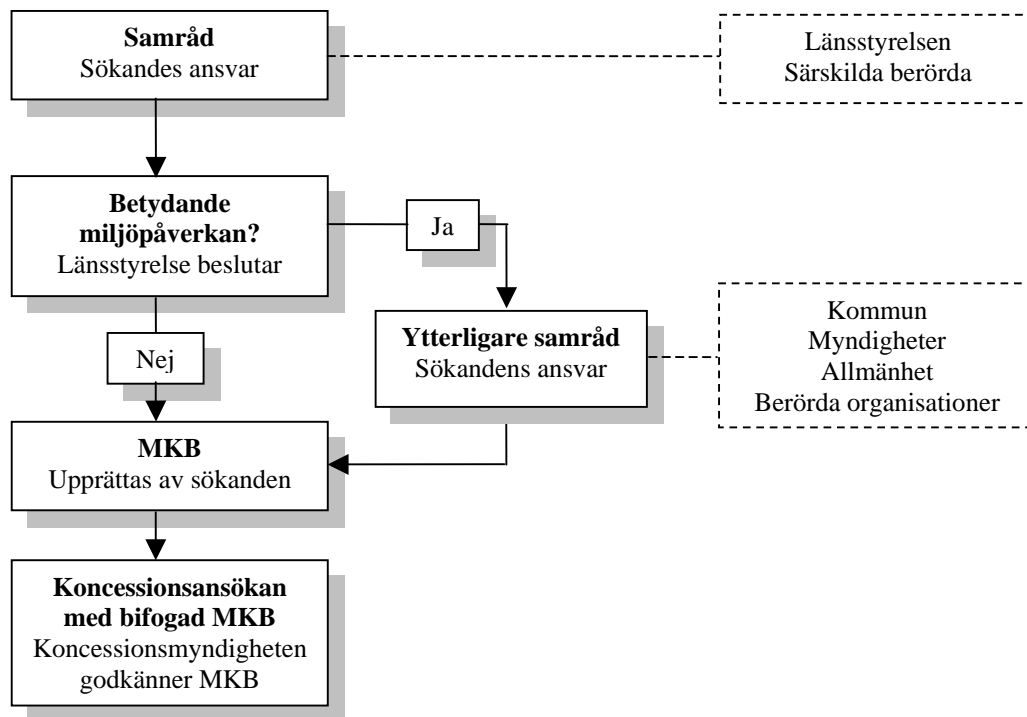 Samråd
Sökandes ansvar
Länsstyrelsen
Särskilda berörda
Betydande
miljöpåverkan?
Länsstyrelse beslutar
Ja
Nej
Ytterligare samråd
Sökandens ansvar
Kommun
Myndigheter
Allmänhet
Berörda organisationer
MKB
Upprättas av sökanden
Koncessionsansökan
med bifogad MKB
Koncessionsmyndigheten
godkänner MKB